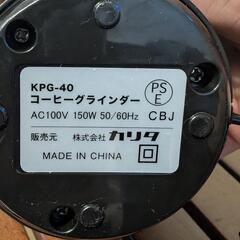 KPG-40
コーヒーグラインダー
PS
E
AC100V 150W 50/60Hz CBJ
販売元 株式会社 カリタ
MADE IN CHINA